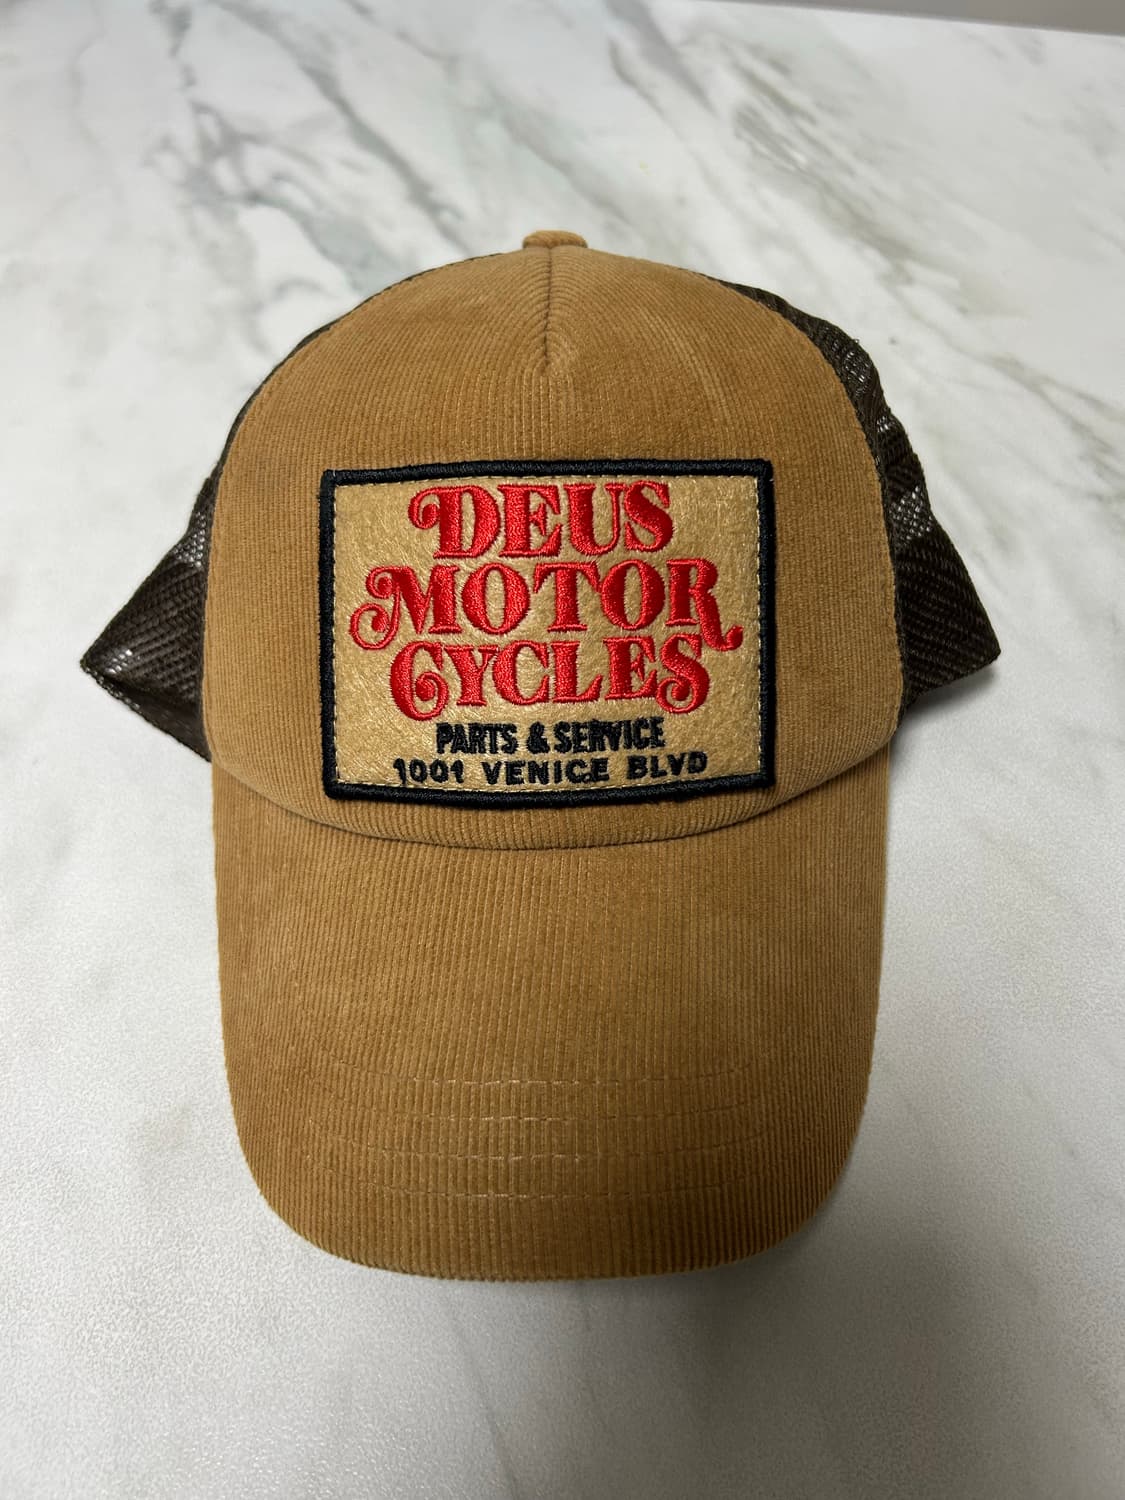 DEUS
MOTOR
CYCLES
PARTS & SERVICE
1001 VENICE BLVD